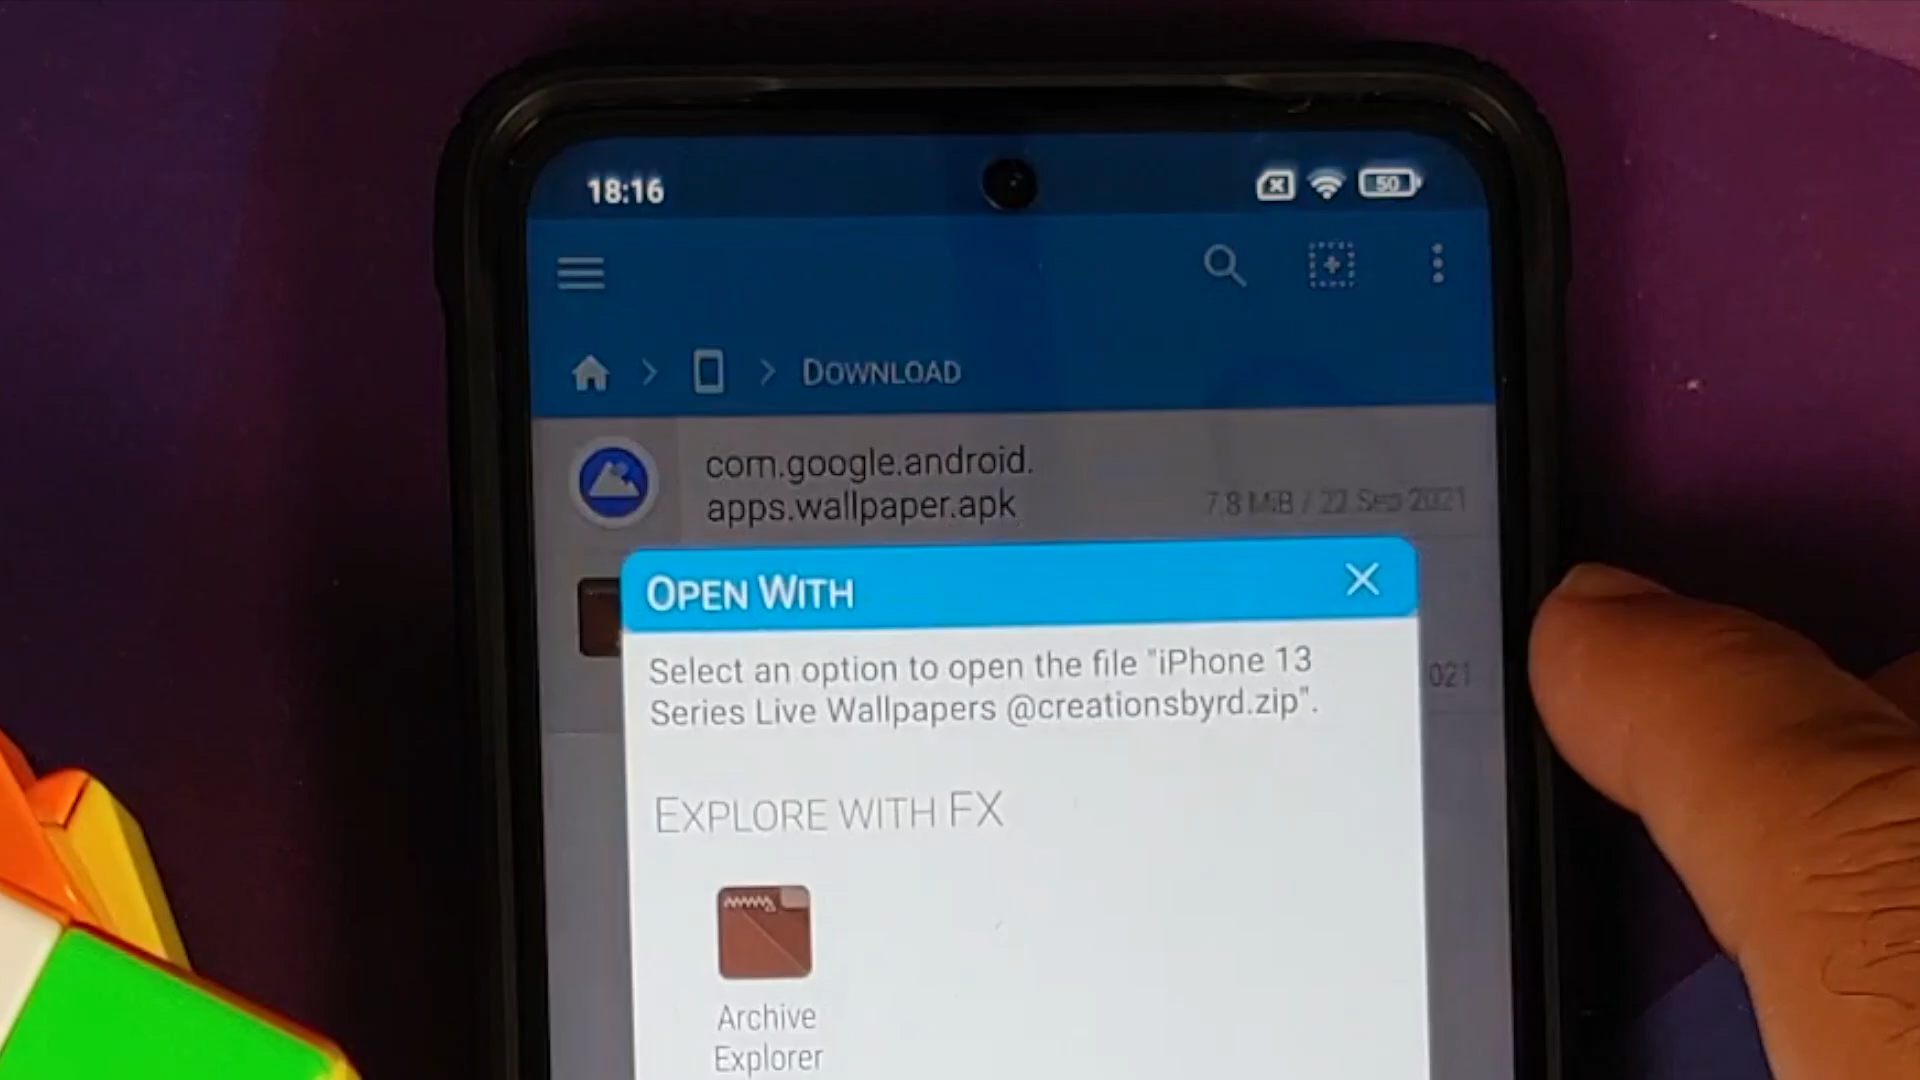 18:16
50
DOWNLOAD
com.google.android.
apps.wallpaper.apk
7.8 MiB / 22 Sep 2021
OPEN WITH
Select an option to open the file "iPhone 13
Series Live Wallpapers @creationsbyrd.zip".
021
EXPLORE WITH FX
Archive
Explorer